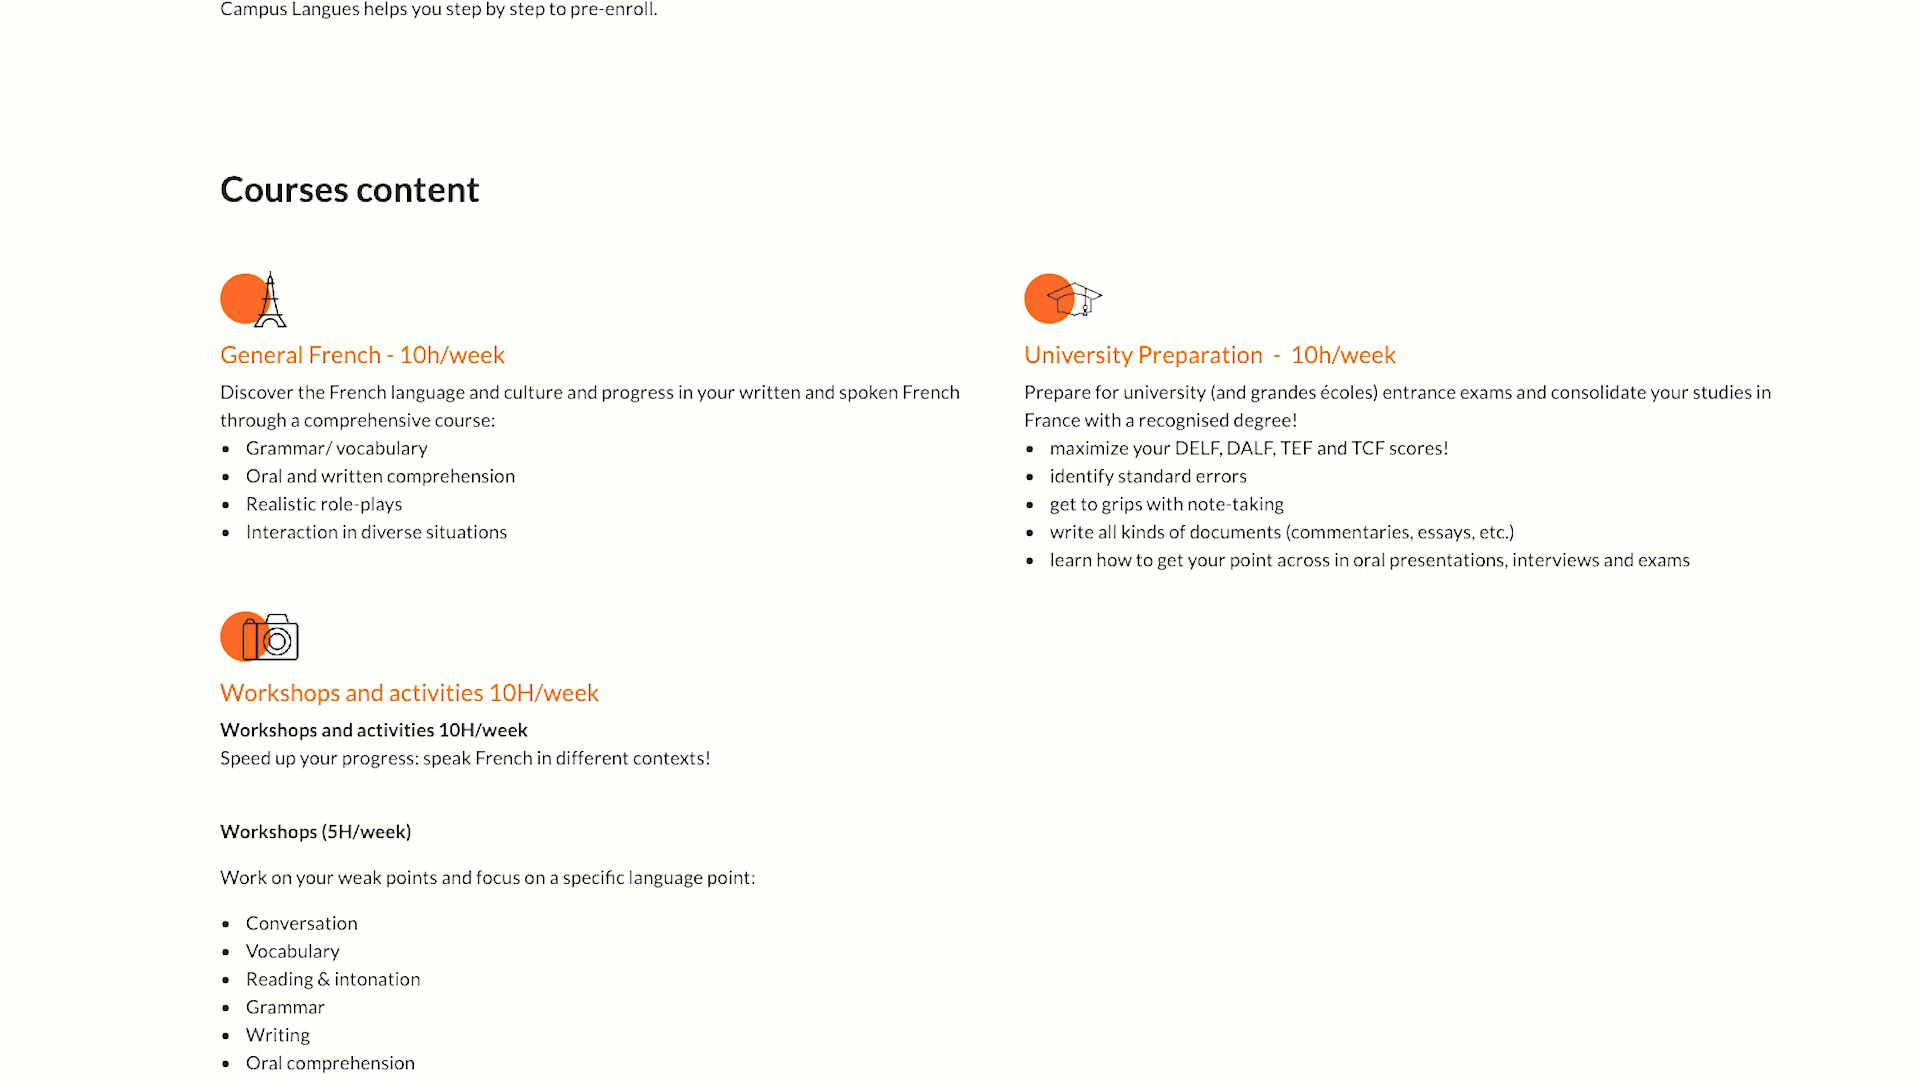 Campus Langues helps you step by step to pre-enroll.
Courses content
General French - 10h/week
Discover the French language and culture and progress in your written and spoken French
through a comprehensive course:
• Grammar/ vocabulary
• Oral and written comprehension
• Realistic role-plays
• Interaction in diverse situations
University Preparation - 10h/week
Prepare for university (and grandes écoles) entrance exams and consolidate your studies in
France with a recognised degree!
• maximize your DELF, DALF, TEF and TCF scores!
• identify standard errors
• get to grips with note-taking
• write all kinds of documents (commentaries, essays, etc.)
• learn how to get your point across in oral presentations, interviews and exams
Workshops and activities 10H/week
Workshops and activities 10H/week
Speed up your progress: speak French in different contexts!
Workshops (5H/week)
Work on your weak points and focus on a specific language point:
• Conversation
• Vocabulary
• Reading & intonation
• Grammar
• Writing
• Oral comprehension